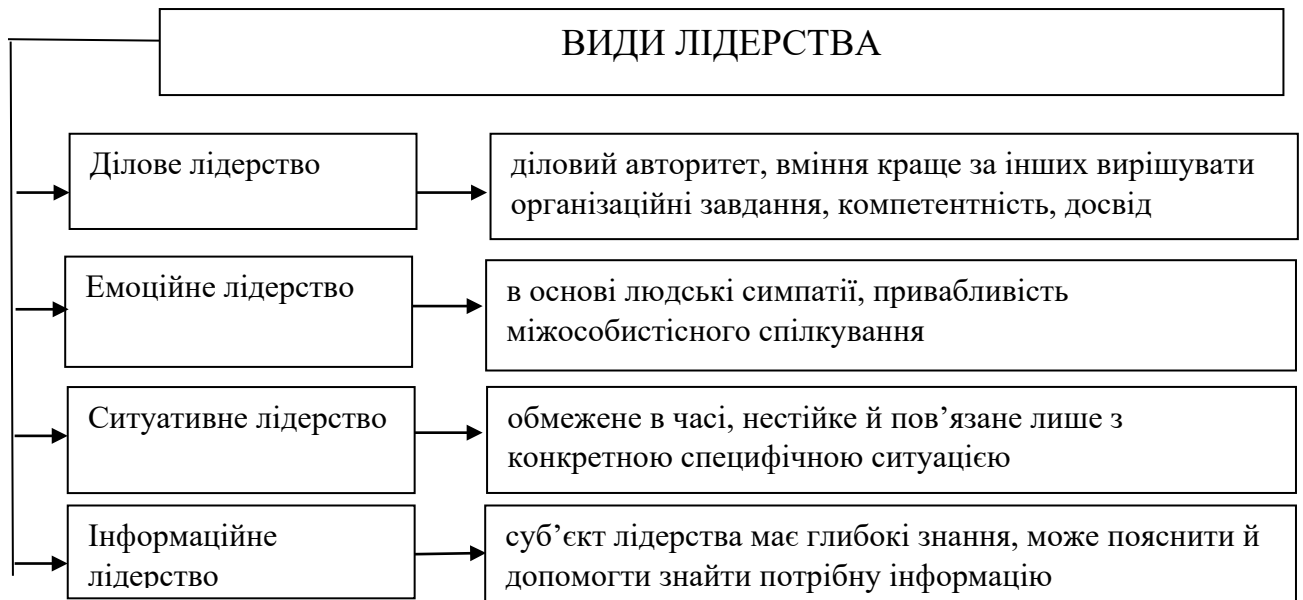 ВИДИ ЛІДЕРСТВА
Ділове лідерство
діловий авторитет, вміння краще за інших вирішувати
організаційні завдання, компетентність, досвід
Емоційне лідерство
в основі людські симпатії, привабливість
міжособистісного спілкування
Ситуативне лідерство
обмежене в часі, нестійке й пов’язане лише з
конкретною специфічною ситуацією
Інформаційне
лідерство
суб’єкт лідерства має глибокі знання, може пояснити й
допомогти знайти потрібну інформацію